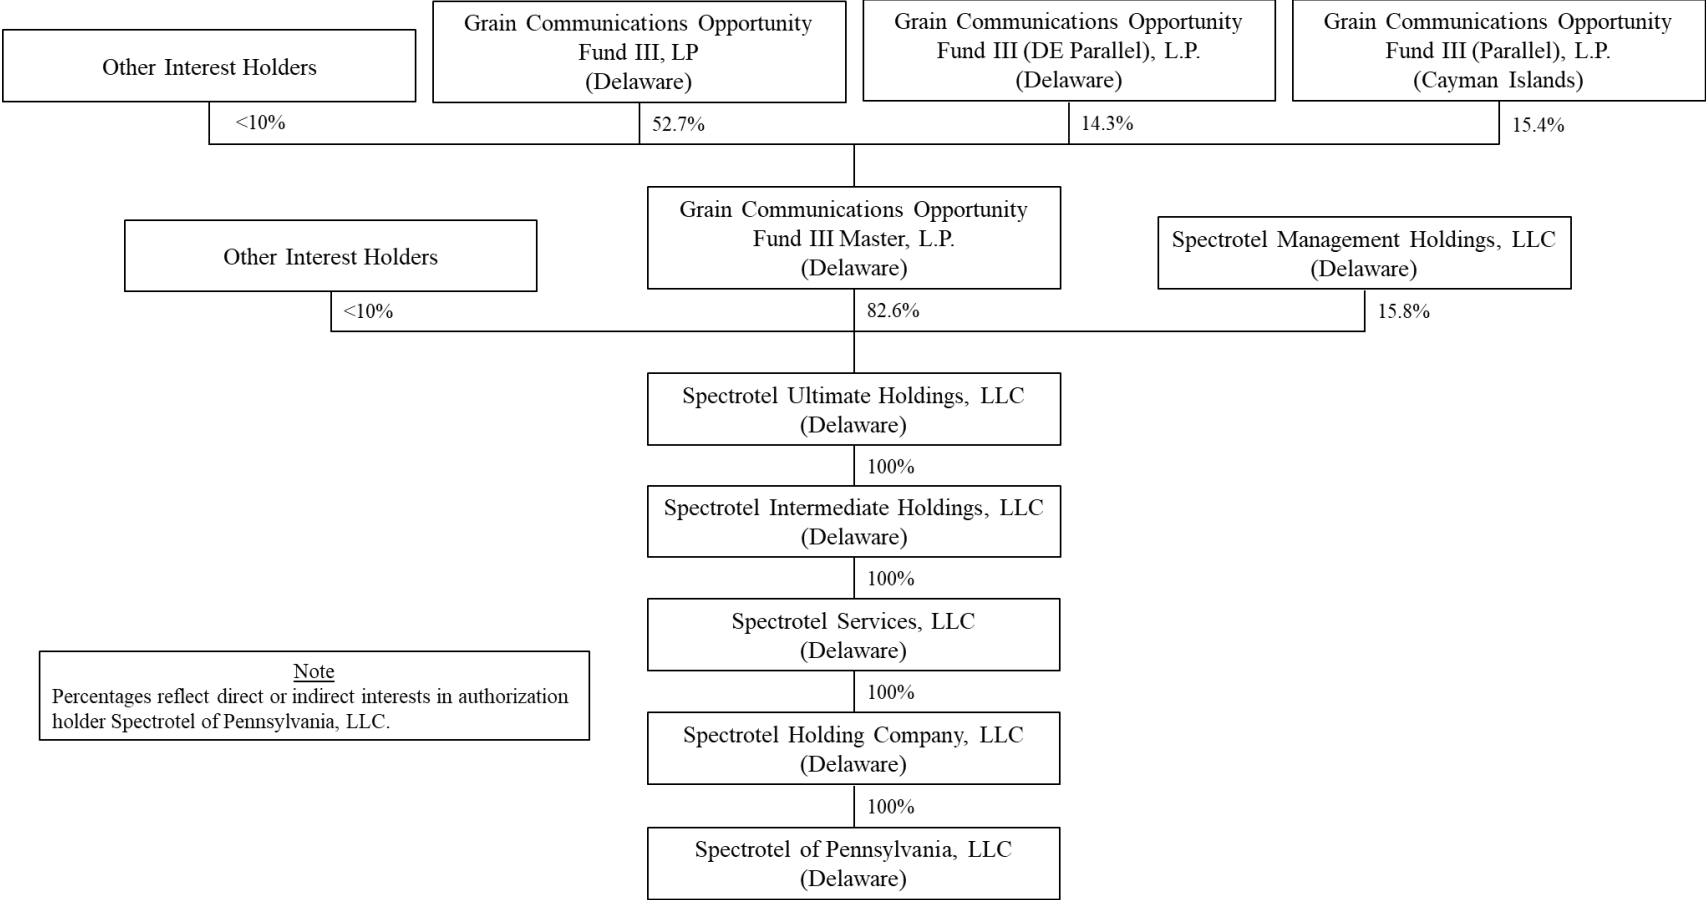 Other Interest Holders
Grain Communications Opportunity
Fund III, LP
(Delaware)
Grain Communications Opportunity
Fund III (DE Parallel), L.P.
(Delaware)
Grain Communications Opportunity
Fund III (Parallel), L.P.
(Cayman Islands)
<10%
52.7%
14.3%
15.4%
Other Interest Holders
Grain Communications Opportunity
Fund III Master, L.P.
(Delaware)
Spectrotel Management Holdings, LLC
(Delaware)
<10%
82.6%
15.8%
Spectrotel Ultimate Holdings, LLC
(Delaware)
100%
Spectrotel Intermediate Holdings, LLC
(Delaware)
100%
Spectrotel Services, LLC
(Delaware)
100%
Note
Percentages reflect direct or indirect interests in authorization
holder Spectrotel of Pennsylvania, LLC.
Spectrotel Holding Company, LLC
(Delaware)
100%
Spectrotel of Pennsylvania, LLC
(Delaware)